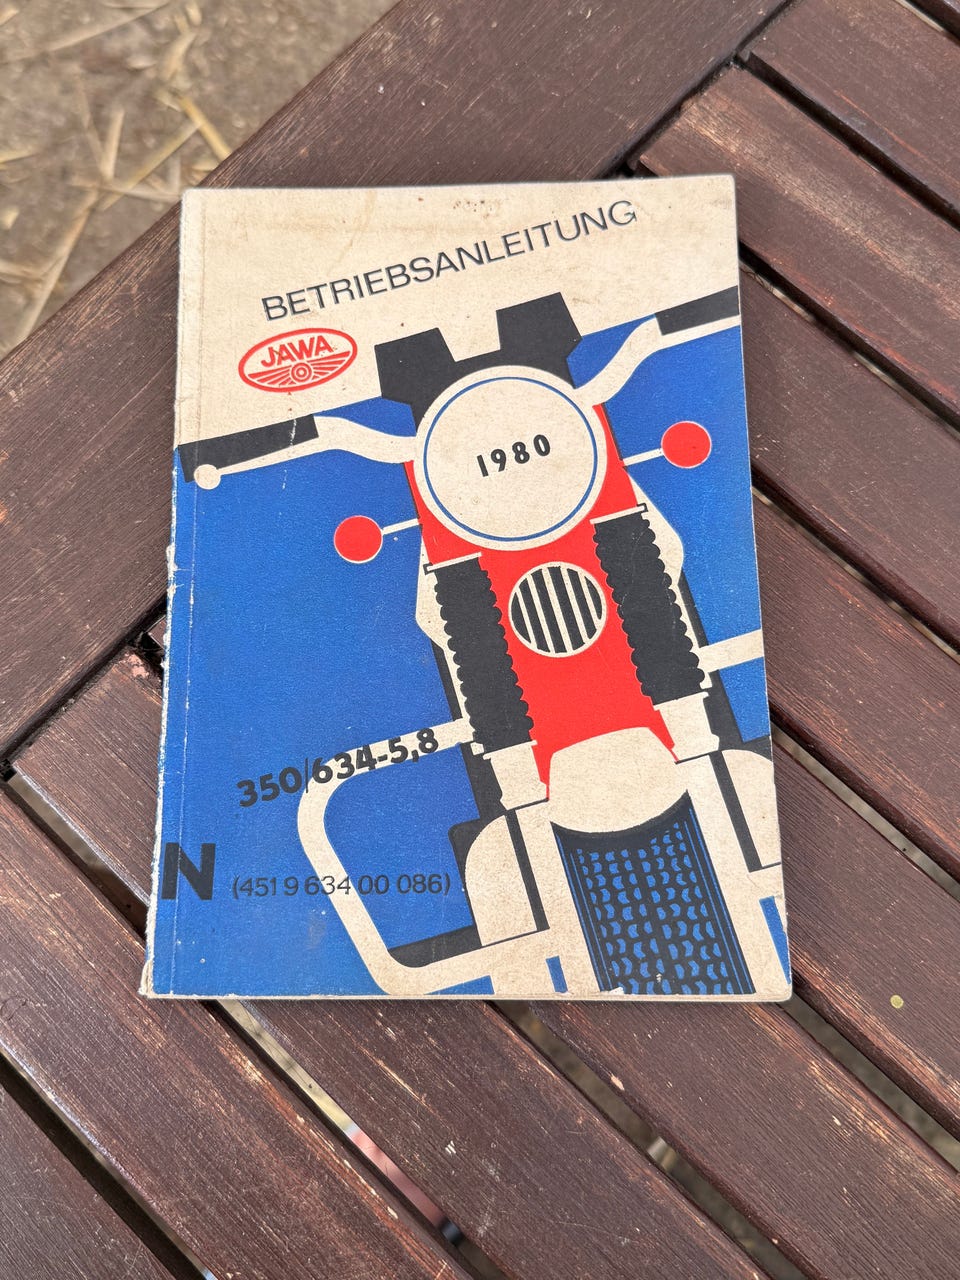 BETRIEBSANLEITUNG
JAWA
1980
350/634-5,8
N (451 9 634 00 086)